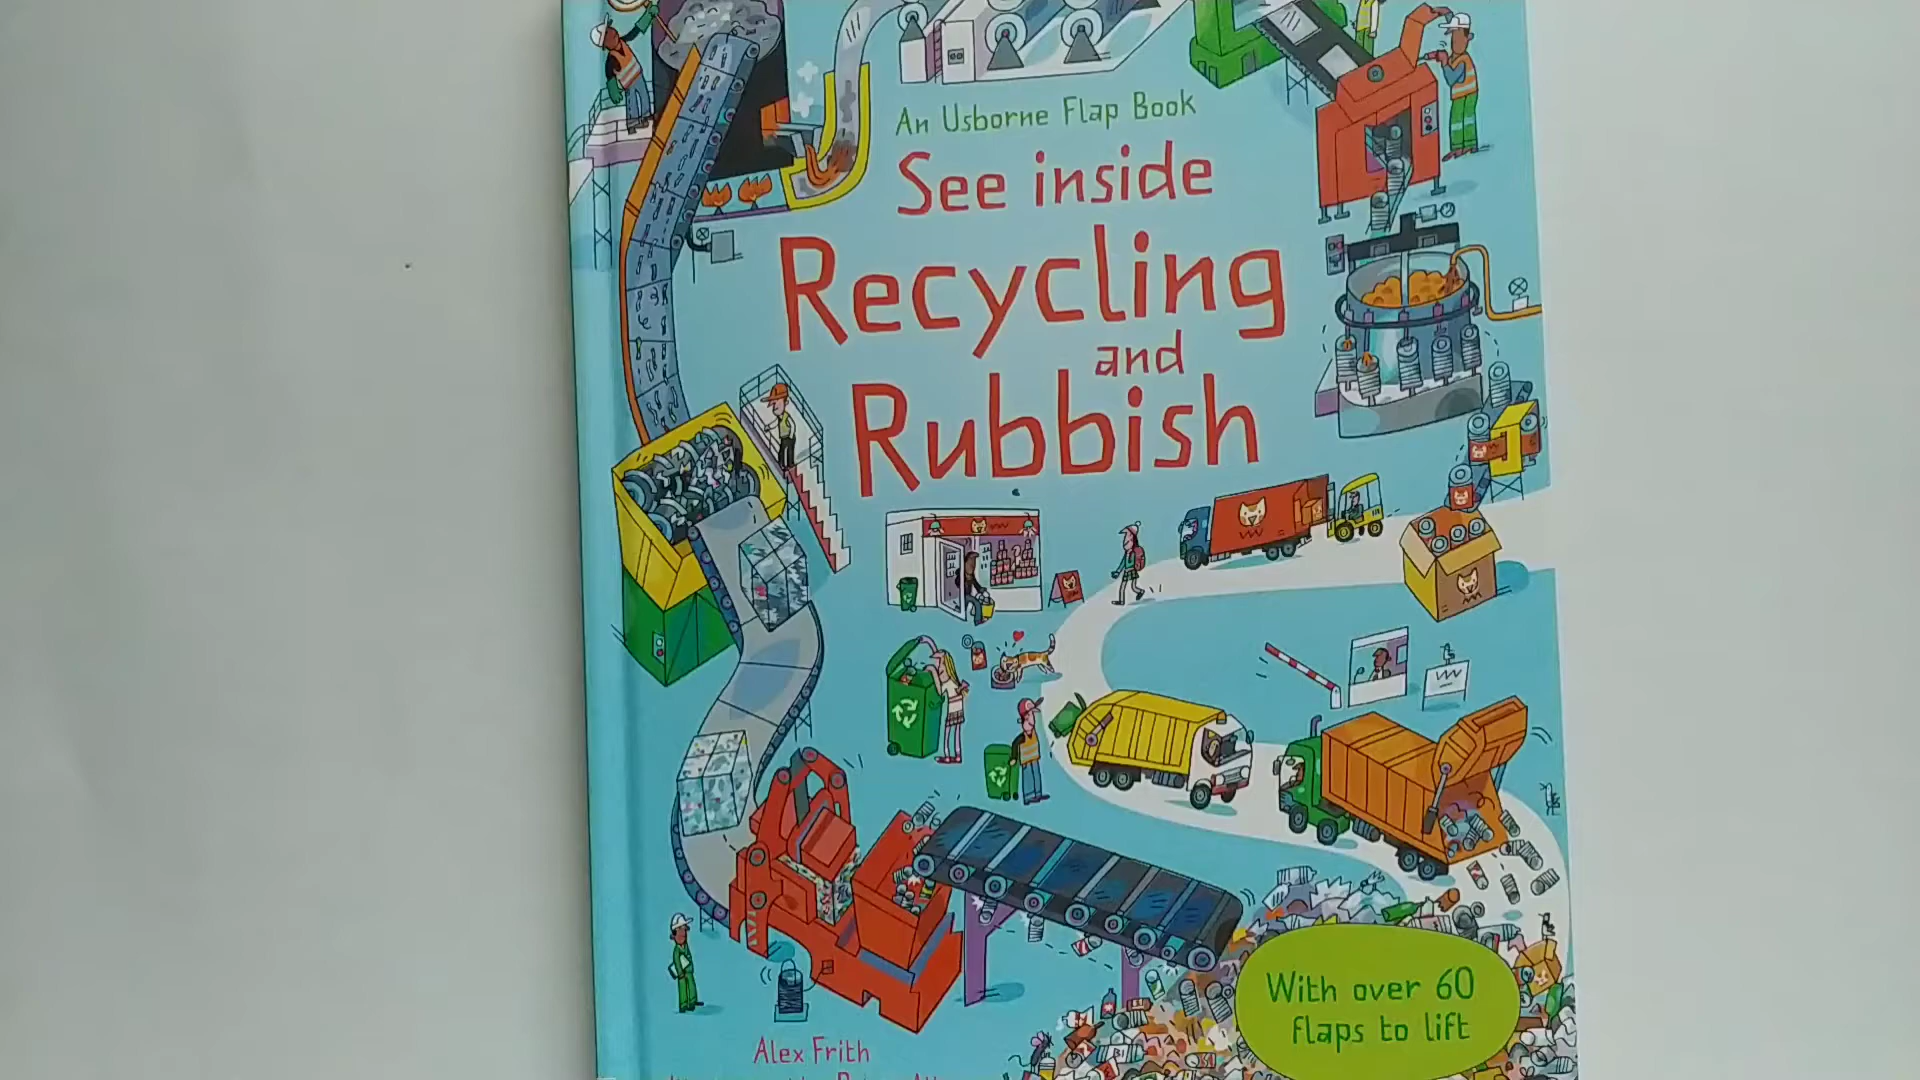 An Usborne Flap Book
See inside
Recycling
and
Rubbish
With over 60
flaps to lift
Alex Frith